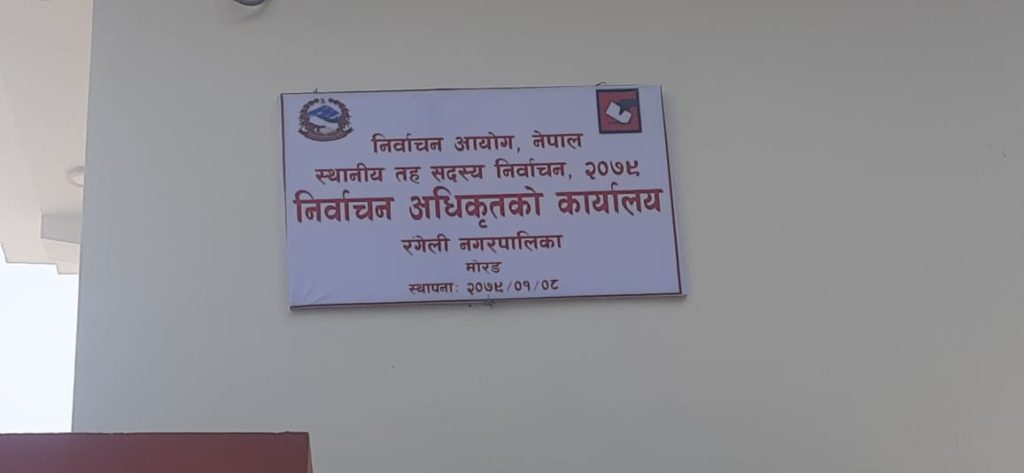 निर्वाचन आयोग, नेपाल
स्थानीय तह सदस्य निर्वाचन, २०७९
निर्वाचन अधिकृतको कार्यालय
रंगेली नगरपालिका
मोरङ
स्थापनाः २०७९/०१/०८